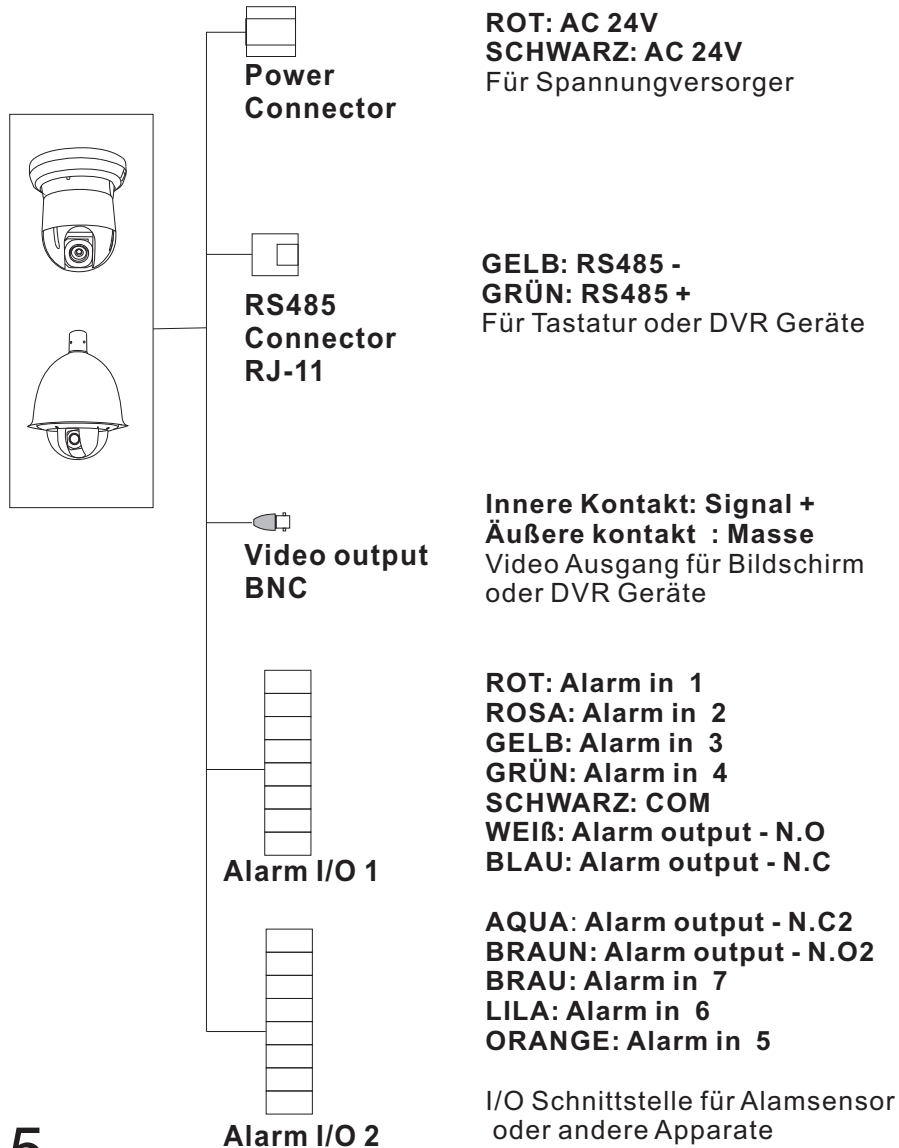 Power
Connector
ROT: AC 24V
SCHWARZ: AC 24V
Für Spannungversorger
RS485
Connector
RJ-11
GELB: RS485 -
GRÜN: RS485 +
Für Tastatur oder DVR Geräte
Video output
BNC
Innere Kontakt: Signal +
Äußere kontakt : Masse
Video Ausgang für Bildschirm
oder DVR Geräte
Alarm I/O 1
ROT: Alarm in 1
ROSA: Alarm in 2
GELB: Alarm in 3
GRÜN: Alarm in 4
SCHWARZ: COM
WEIß: Alarm output - N.O
BLAU: Alarm output - N.C
AQUA: Alarm output - N.C2
BRAUN: Alarm output - N.O2
BRAU: Alarm in 7
LILA: Alarm in 6
ORANGE: Alarm in 5
Alarm I/O 2
I/O Schnittstelle für Alamsensor
oder andere Apparate
5